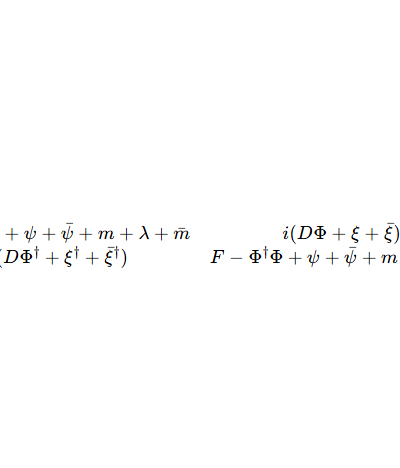 + ψ + ψ̄ + m + λ + m̄ i(DΦ + ξ + ξ̄)
(DΦ† + ξ† + ξ̄†) F − Φ†Φ + ψ + ψ̄ + m